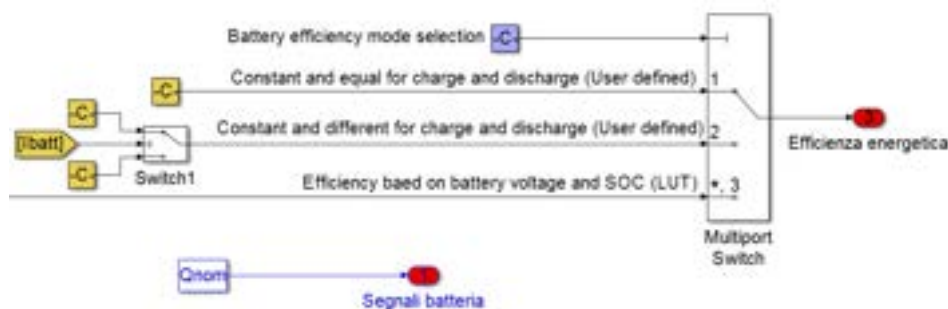 Battery efficiency mode selection
-C-
Constant and equal for charge and discharge (User defined)
1
-C-
-C-
Constant and different for charge and discharge (User defined)
2
[Ibatt]
Efficienza energetica
-C-
Switch1
Efficiency baed on battery voltage and SOC (LUT)
*, 3
Multiport
Switch
Qnom
Segnali batteria